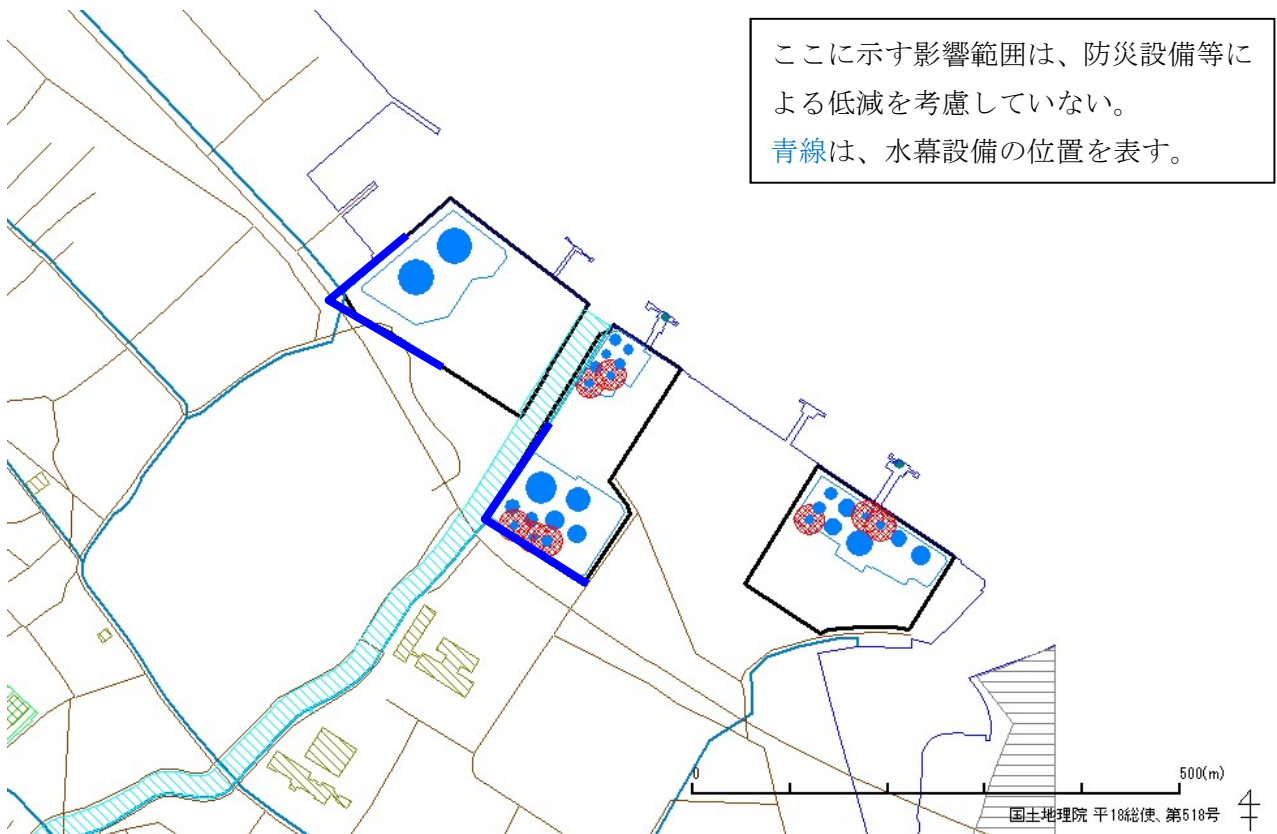 ここに示す影響範囲は、防災設備等に
よる低減を考慮していない。
青線は、水幕設備の位置を表す。
0 500(m)
国土地理院 平18総使、第518号